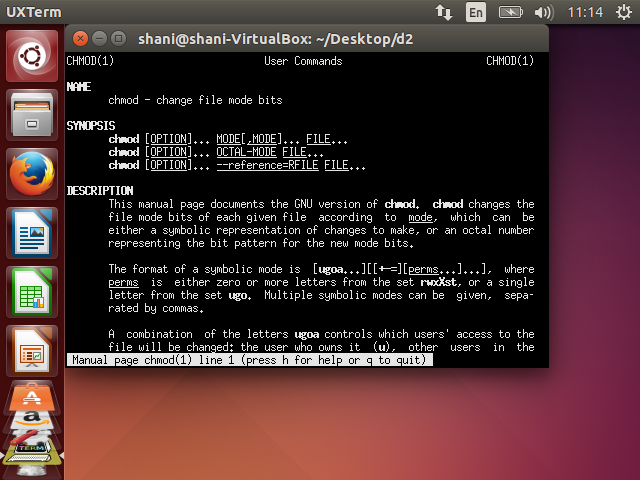 UXTerm
En
11:14
shani@shani-VirtualBox: ~/Desktop/d2
CHMOD(1) User Commands CHMOD(1)
NAME
chmod - change file mode bits
SYNOPSIS
chmod [OPTION]... MODE[,MODE]... FILE...
chmod [OPTION]... OCTAL-MODE FILE...
chmod [OPTION]... --reference=RFILE FILE...
DESCRIPTION
This manual page documents the GNU version of chmod. chmod changes the
file mode bits of each given file according to mode, which can be
either a symbolic representation of changes to make, or an octal number
representing the bit pattern for the new mode bits.
The format of a symbolic mode is [ugoa...][[+-=][perms...]...], where
perms is either zero or more letters from the set rwxXst, or a single
letter from the set ugo. Multiple symbolic modes can be given, sepa-
rated by commas.
A combination of the letters ugoa controls which users' access to the
file will be changed: the user who owns it (u), other users in the
Manual page chmod(1) line 1 (press h for help or q to quit)
a
TERM